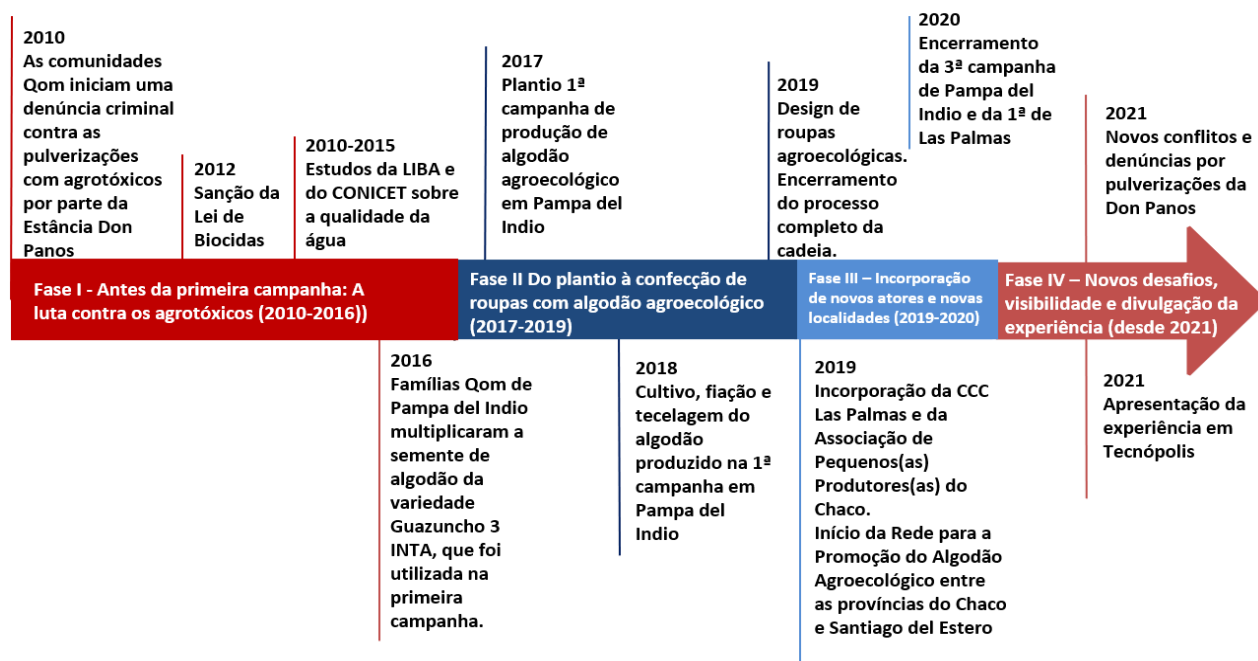 2010
As comunidades
Qom iniciam uma
denúncia criminal
contra as
pulverizações
com agrotóxicos
por parte da
Estância Don
Panos
2012
Sanção da
Lei de
Biocidas
2010-2015
Estudos da LIBA e
do CONICET sobre
a qualidade da
água
2017
Plantio 1ª
campanha de
produção de
algodão
agroecológico
em Pampa del
Indio
2019
Design de
roupas
agroecológicas.
Encerramento
do processo
completo da
cadeia.
2020
Encerramento
da 3ª campanha
de Pampa del
Indio e da 1ª de
Las Palmas
2021
Novos conflitos e
denúncias por
pulverizações da
Don Panos
Fase I - Antes da primeira campanha: A
luta contra os agrotóxicos (2010-2016))
Fase II Do plantio à confecção de
roupas com algodão agroecológico
(2017-2019)
Fase III – Incorporação
de novos atores e novas
localidades (2019-2020)
Fase IV – Novos desafios,
visibilidade e divulgação da
experiência (desde 2021)
2016
Famílias Qom de
Pampa del Indio
multiplicaram a
semente de
algodão da
variedade
Guazuncho 3
INTA, que foi
utilizada na
primeira
campanha.
2018
Cultivo, fiação e
tecelagem do
algodão
produzido na 1ª
campanha em
Pampa del
Indio
2019
Incorporação da CCC
Las Palmas e da
Associação de
Pequenos(as)
Produtores(as) do
Chaco.
Início da Rede para a
Promoção do Algodão
Agroecológico entre
as províncias do Chaco
e Santiago del Estero
2021
Apresentação da
experiência em
Tecnópolis